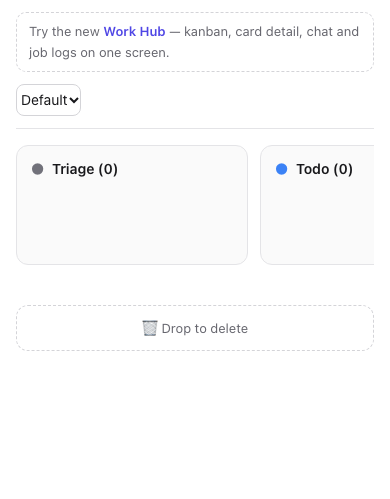 Try the new Work Hub — kanban, card detail, chat and
job logs on one screen.
Default
Triage (0)
Todo (0)
Drop to delete